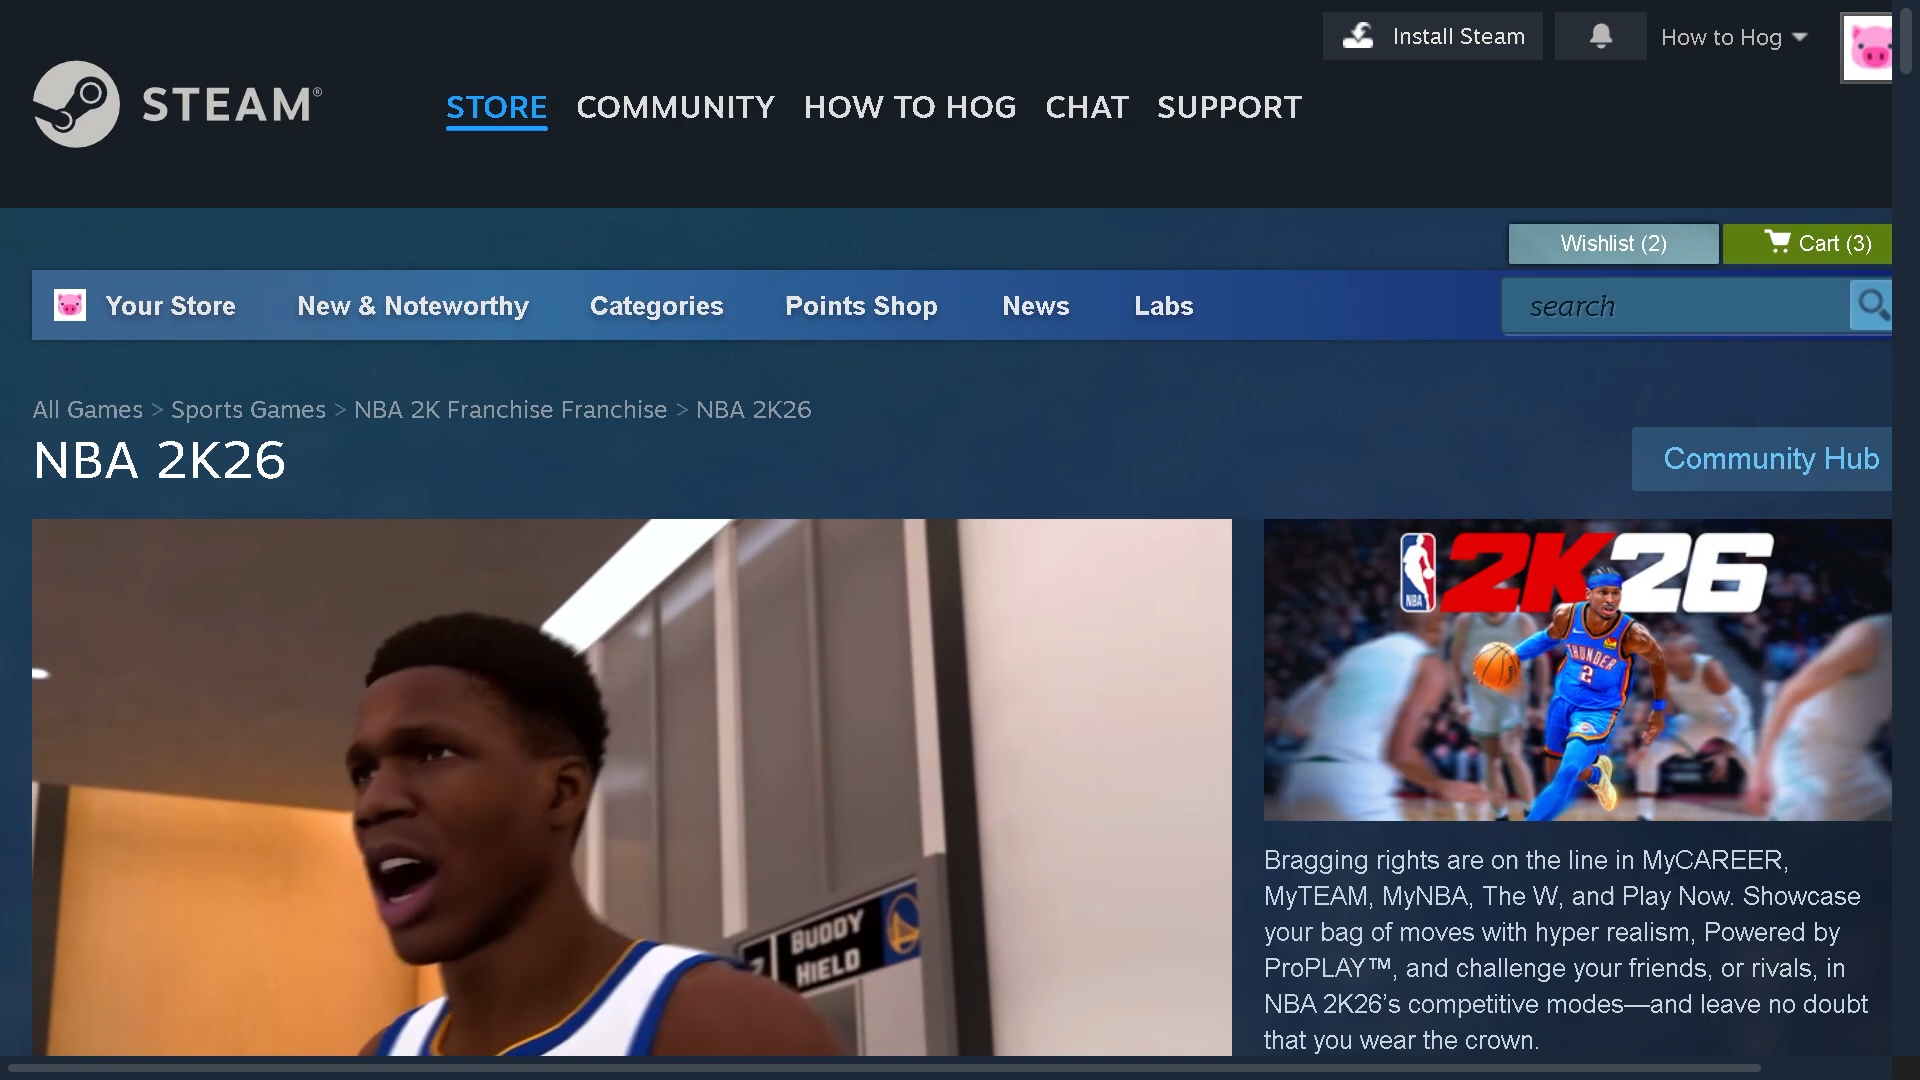 Install Steam
How to Hog
STEAM®
STORE COMMUNITY HOW TO HOG CHAT SUPPORT
Wishlist (2)
Cart (3)
Your Store New & Noteworthy Categories Points Shop News Labs
search
All Games > Sports Games > NBA 2K Franchise Franchise > NBA 2K26
NBA 2K26
Community Hub
BUDDY
HIELD
NBA
2K26
THUNDER
2
Bragging rights are on the line in MyCAREER,
MyTEAM, MyNBA, The W, and Play Now. Showcase
your bag of moves with hyper realism, Powered by
ProPLAY™, and challenge your friends, or rivals, in
NBA 2K26’s competitive modes—and leave no doubt
that you wear the crown.